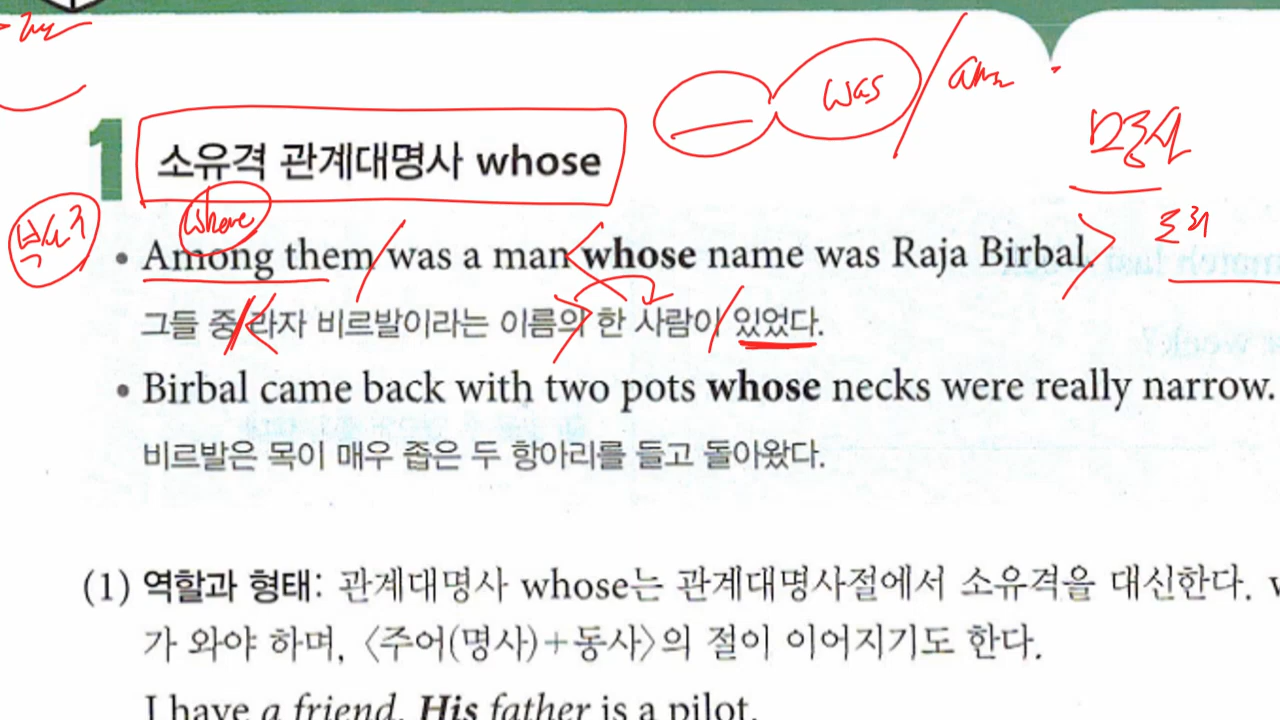 was
1
소유격 관계대명사 whose
where
• Among them was a man whose name was Raja Birbal.
그들 중 라자 비르발이라는 이름의 한 사람이 있었다.
• Birbal came back with two pots whose necks were really narrow.
비르발은 목이 매우 좁은 두 항아리를 들고 돌아왔다.
(1) 역할과 형태: 관계대명사 whose는 관계대명사절에서 소유격을 대신한다.
가 와야 하며, 〈주어(명사)+동사〉의 절이 이어지기도 한다.
I have a friend. His father is a pilot.